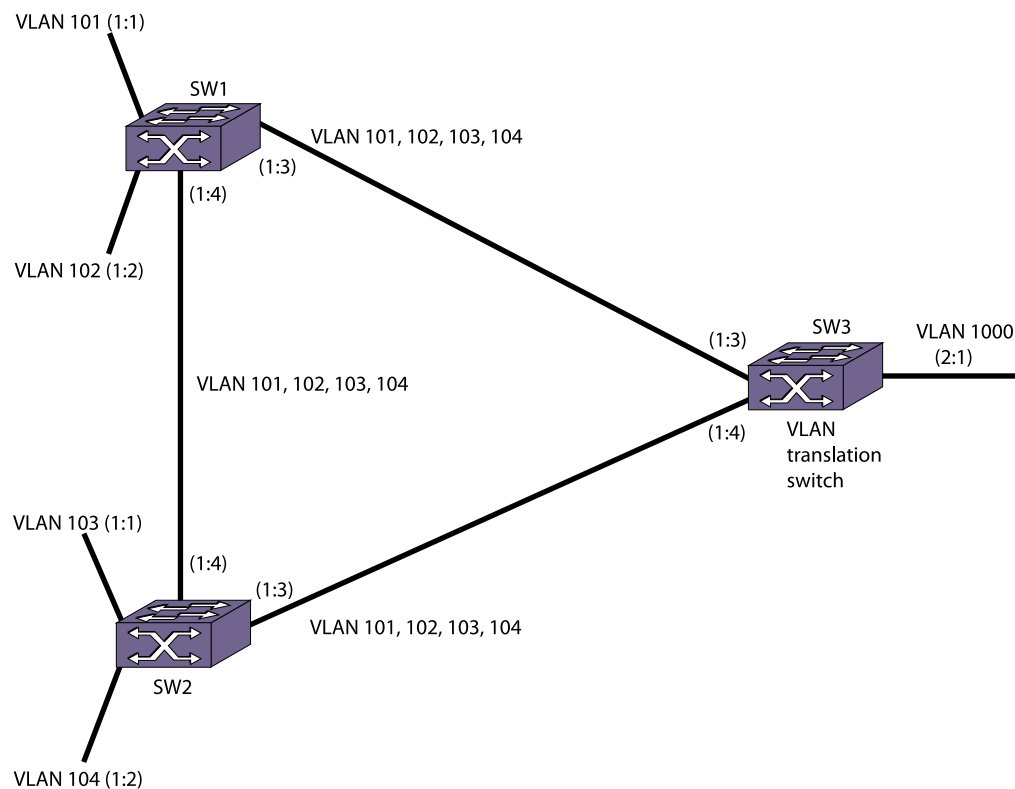 VLAN 101 (1:1)
SW1
VLAN 101, 102, 103, 104
(1:3)
(1:4)
VLAN 102 (1:2)
SW3
VLAN 1000
(1:3)
(2:1)
VLAN 101, 102, 103, 104
(1:4)
VLAN
translation
switch
VLAN 103 (1:1)
(1:4)
(1:3)
VLAN 101, 102, 103, 104
SW2
VLAN 104 (1:2)